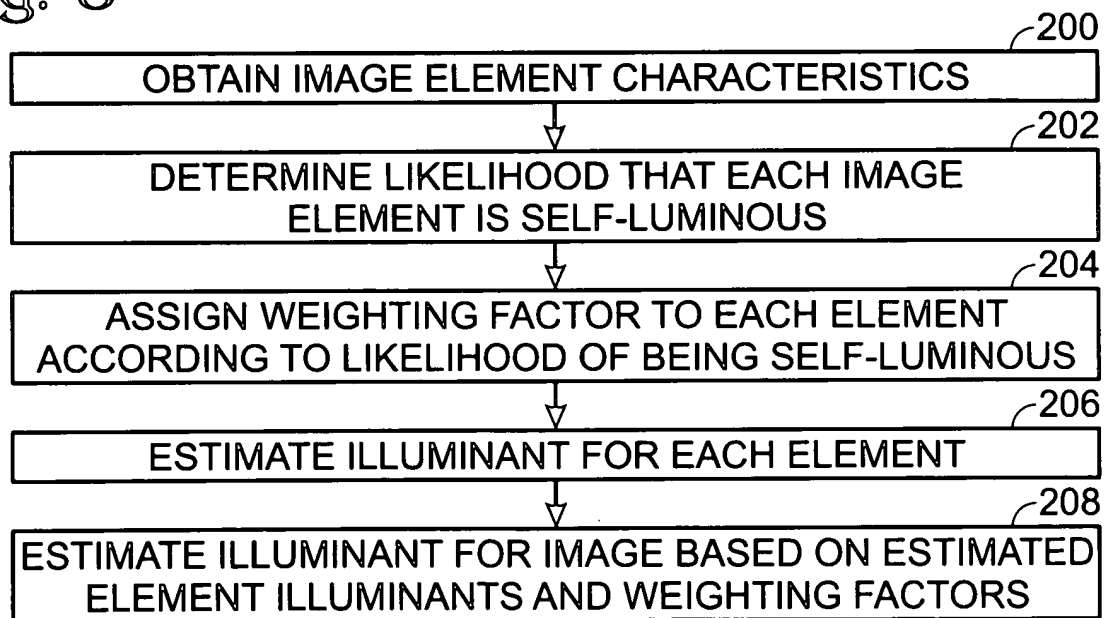 200
OBTAIN IMAGE ELEMENT CHARACTERISTICS
202
DETERMINE LIKELIHOOD THAT EACH IMAGE
ELEMENT IS SELF-LUMINOUS
204
ASSIGN WEIGHTING FACTOR TO EACH ELEMENT
ACCORDING TO LIKELIHOOD OF BEING SELF-LUMINOUS
206
ESTIMATE ILLUMINANT FOR EACH ELEMENT
208
ESTIMATE ILLUMINANT FOR IMAGE BASED ON ESTIMATED
ELEMENT ILLUMINANTS AND WEIGHTING FACTORS